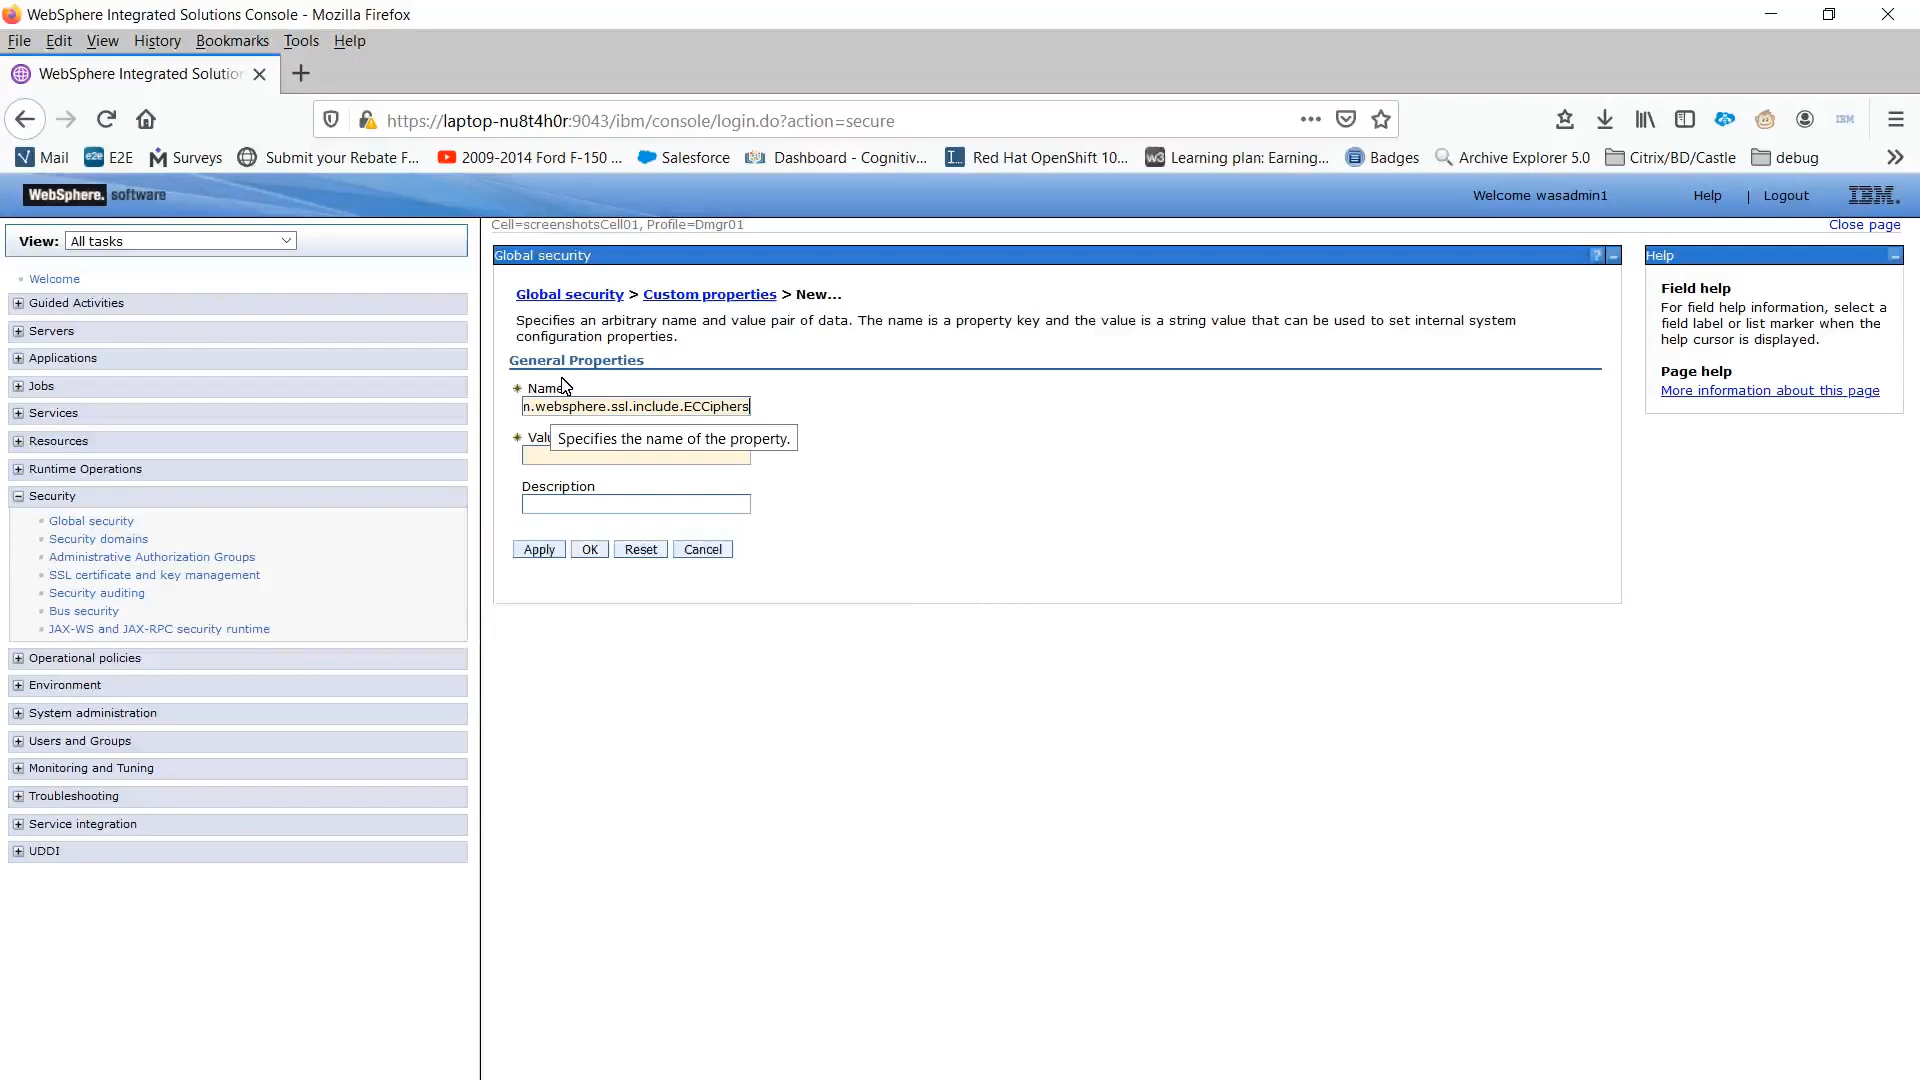 WebSphere Integrated Solutions Console - Mozilla Firefox
File Edit View History Bookmarks Tools Help
WebSphere Integrated Solution
https://laptop-nu8t4h0r:9043/ibm/console/login.do?action=secure
IBM
Mail E2E Surveys Submit your Rebate F... 2009-2014 Ford F-150 ... Salesforce Dashboard - Cognitiv... Red Hat OpenShift 10... Learning plan: Earning... Badges Archive Explorer 5.0 Citrix/BD/Castle debug
WebSphere. software Welcome wasadmin1 Help | Logout IBM.
Cell=screenshotsCell01, Profile=Dmgr01 Close page
View: All tasks
Welcome
Guided Activities
Servers
Applications
Jobs
Services
Resources
Runtime Operations
Security
Global security
Security domains
Administrative Authorization Groups
SSL certificate and key management
Security auditing
Bus security
JAX-WS and JAX-RPC security runtime
Operational policies
Environment
System administration
Users and Groups
Monitoring and Tuning
Troubleshooting
Service integration
UDDI
Global security ?
Global security > Custom properties > New...
Specifies an arbitrary name and value pair of data. The name is a property key and the value is a string value that can be used to set internal system
configuration properties.
General Properties
Name
n.websphere.ssl.include.ECCiphers
Valu
Specifies the name of the property.
Description
Apply OK Reset Cancel
Help
Field help
For field help information, select a
field label or list marker when the
help cursor is displayed.
Page help
More information about this page